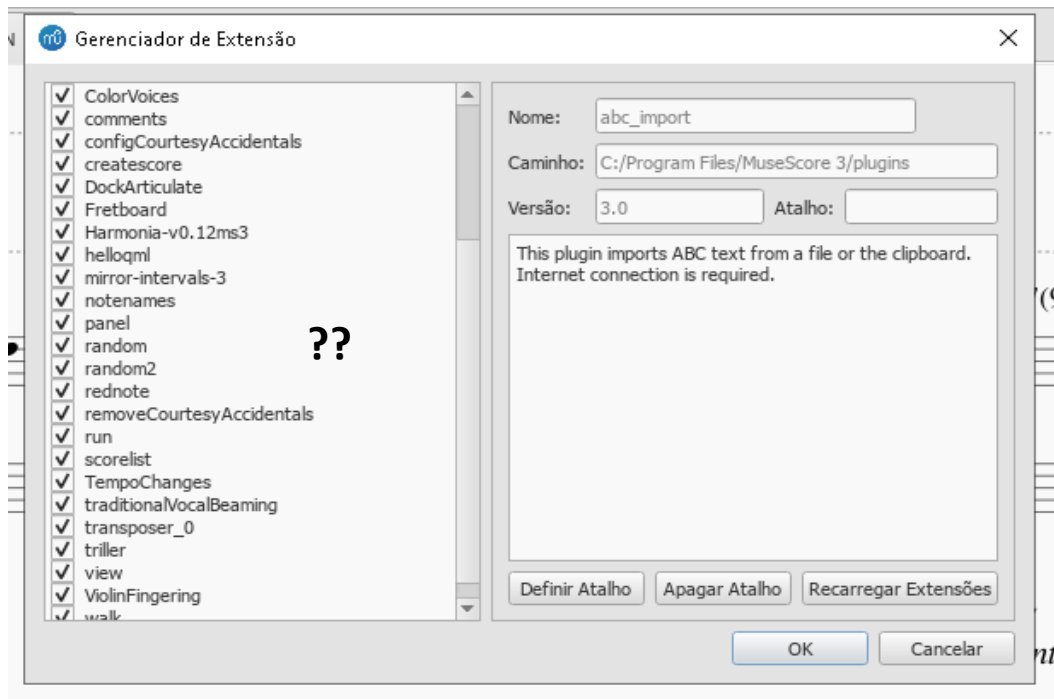 N
Gerenciador de Extensão
ColorVoices
comments
configCourtesyAccidentals
createscore
DockArticulate
Fretboard
Harmonia-v0.12ms3
helloqml
mirror-intervals-3
notenames
panel
random
random2
rednote
removeCourtesyAccidentals
run
scorelist
TempoChanges
traditionalVocalBeaming
transposer_0
triller
view
ViolinFingering
walk
??
Nome: abc_import
Caminho: C:/Program Files/MuseScore 3/plugins
Versão: 3.0 Atalho:
This plugin imports ABC text from a file or the clipboard.
Internet connection is required.
Definir Atalho Apagar Atalho Recarregar Extensões
OK Cancelar